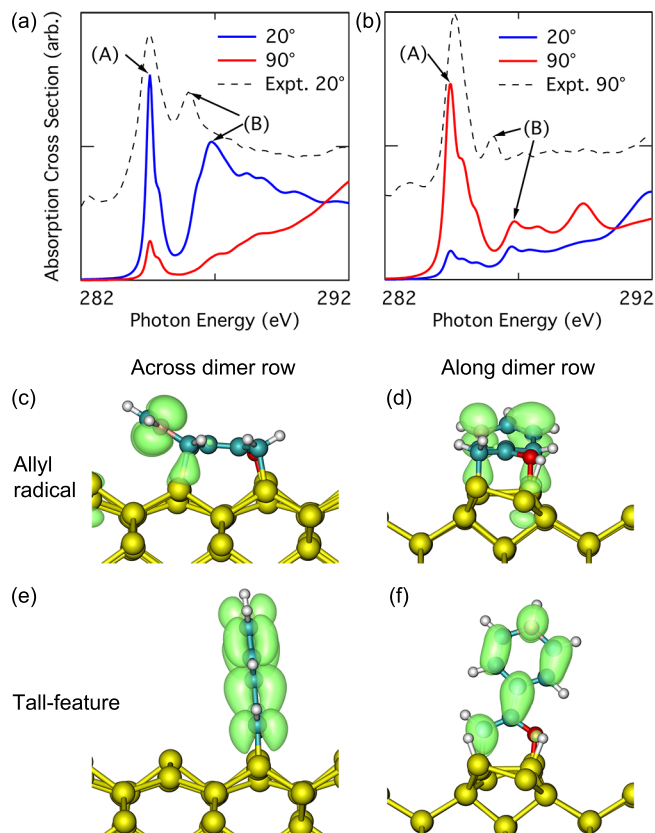 (a)
Absorption Cross Section (arb.)
(A)
20°
90°
Expt. 20°
(B)
282
292
Photon Energy (eV)
(b)
(A)
20°
90°
Expt. 90°
(B)
282
292
Photon Energy (eV)
Across dimer row
Along dimer row
(c)
(d)
Allyl
radical
(e)
(f)
Tall-feature